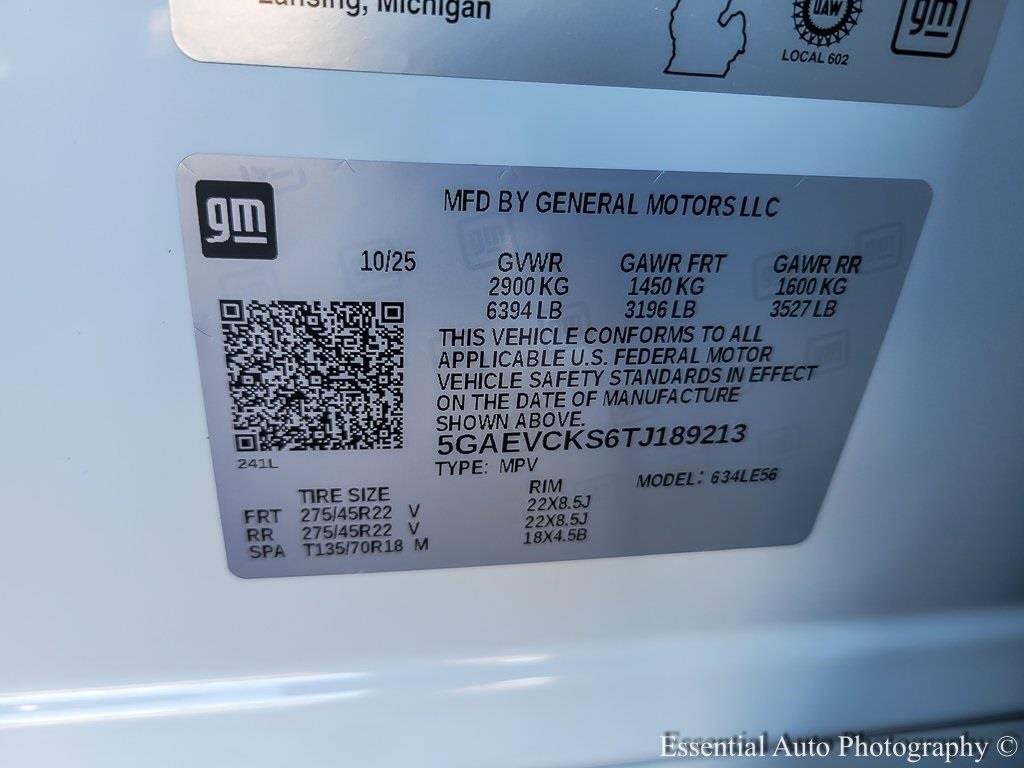 Lansing, Michigan
UAW
LOCAL 602
gm
gm
MFD BY GENERAL MOTORS LLC
10/25 GVWR GAWR FRT GAWR RR
2900 KG 1450 KG 1600 KG
6394 LB 3196 LB 3527 LB
THIS VEHICLE CONFORMS TO ALL
APPLICABLE U.S. FEDERAL MOTOR
VEHICLE SAFETY STANDARDS IN EFFECT
ON THE DATE OF MANUFACTURE
SHOWN ABOVE.
5GAEVCKS6TJ189213
241L
TYPE: MPV MODEL: 634LE56
TIRE SIZE RIM
FRT 275/45R22 V 22X8.5J
RR 275/45R22 V 22X8.5J
SPA T135/70R18 M 18X4.5B
Essential Auto Photography ©